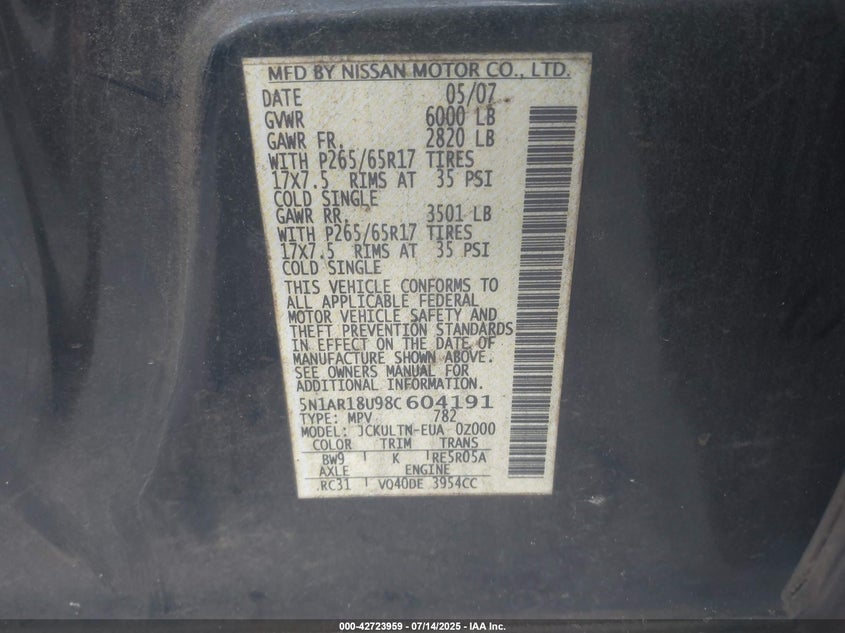 MFD BY NISSAN MOTOR CO., LTD.
DATE 05/07
GVWR 6000 LB
GAWR FR. 2820 LB
WITH P265/65R17 TIRES
17X7.5 RIMS AT 35 PSI
COLD SINGLE
GAWR RR. 3501 LB
WITH P265/65R17 TIRES
17X7.5 RIMS AT 35 PSI
COLD SINGLE
THIS VEHICLE CONFORMS TO
ALL APPLICABLE FEDERAL
MOTOR VEHICLE SAFETY AND
THEFT PREVENTION STANDARDS
IN EFFECT ON THE DATE OF
MANUFACTURE SHOWN ABOVE.
SEE OWNERS MANUAL FOR
ADDITIONAL INFORMATION.
5N1AR18U98C604191
TYPE: MPV 782
MODEL: JCKULTN-EUA 0Z000
COLOR TRIM TRANS
BW9 K RE5R05A
AXLE ENGINE
RC31 VQ40DE 3954CC
000-42723959 - 07/14/2025 - IAA Inc.